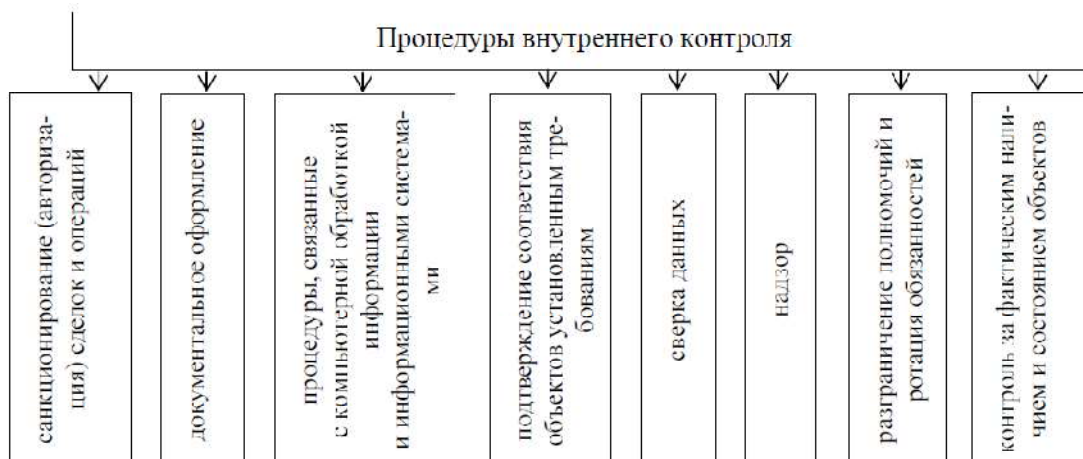 Процедуры внутреннего контроля
санкционирование (авториза-
ция) сделок и операций
документальное оформление
процедуры, связанные
с компьютерной обработкой
информации
и информационными система-
ми
подтверждение соответствия
объектов установленным тре-
бованиям
сверка данных
надзор
разграничение полномочий и
ротация обязанностей
контроль за фактическим нали-
чием и состоянием объектов